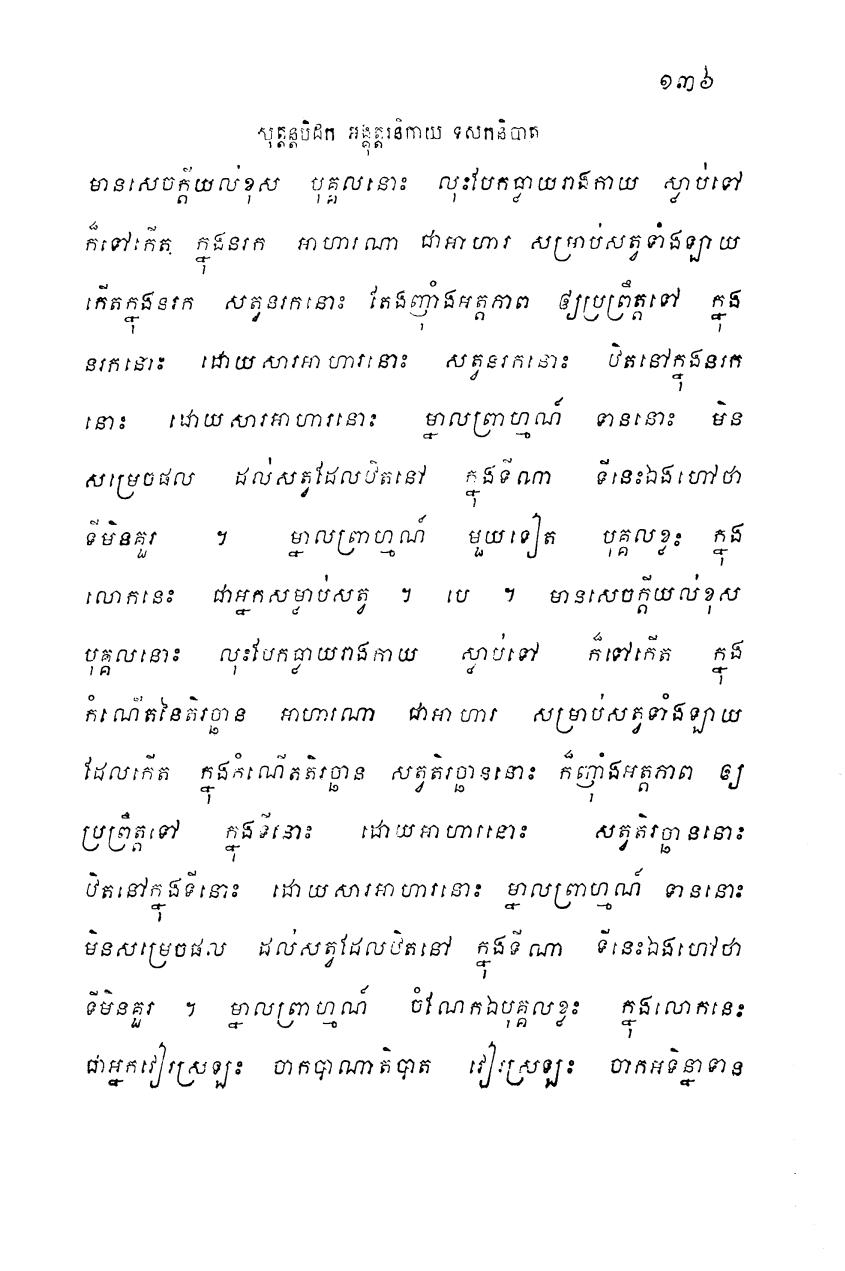 ១៣៦
សុត្តន្តបិដក អង្គុត្តរនិកាយ ទសកនិបាត
មានសេចក្តីយល់ខុស បុគ្គលនោះ លុះបែកធ្លាយរាងកាយ ស្លាប់ទៅ
ក៏ទៅកើត ក្នុងនរក អាហារណា ជាអាហារ សម្រាប់សត្វទាំងឡាយ
កើតក្នុងនរក សត្វនរកនោះ តែងញ៉ាំងអត្តភាព ឲ្យប្រព្រឹត្តទៅ ក្នុង
នរកនោះ ដោយសារអាហារនោះ សត្វនរកនោះ ឋិតនៅក្នុងនរក
នោះ ដោយសារអាហារនោះ ម្នាលព្រាហ្មណ៍ ទាននោះ មិន
សម្រេចផល ដល់សត្វដែលឋិតនៅ ក្នុងទីណា ទីនេះឯងហៅថា
ទីមិនគួរ ។ ម្នាលព្រាហ្មណ៍ មួយទៀត បុគ្គលខ្លះ ក្នុង
លោកនេះ ជាអ្នកសម្លាប់សត្វ ។ បេ ។ មានសេចក្តីយល់ខុស
បុគ្គលនោះ លុះបែកធ្លាយរាងកាយ ស្លាប់ទៅ ក៏ទៅកើត ក្នុង
កំណើតនៃតិរច្ឆាន អាហារណា ជាអាហារ សម្រាប់សត្វទាំងឡាយ
ដែលកើត ក្នុងកំណើតតិរច្ឆាន សត្វតិរច្ឆាននោះ ក៏ញ៉ាំងអត្តភាព ឲ្យ
ប្រព្រឹត្តទៅ ក្នុងទីនោះ ដោយអាហារនោះ សត្វតិរច្ឆាននោះ
ឋិតនៅក្នុងទីនោះ ដោយសារអាហារនោះ ម្នាលព្រាហ្មណ៍ ទាននោះ
មិនសម្រេចផល ដល់សត្វដែលឋិតនៅ ក្នុងទីណា ទីនេះឯងហៅថា
ទីមិនគួរ ។ ម្នាលព្រាហ្មណ៍ ចំណែកឯបុគ្គលខ្លះ ក្នុងលោកនេះ
ជាអ្នកវៀរស្រឡះ ចាកបាណាតិបាត វៀរស្រឡះ ចាកអទិន្នាទាន